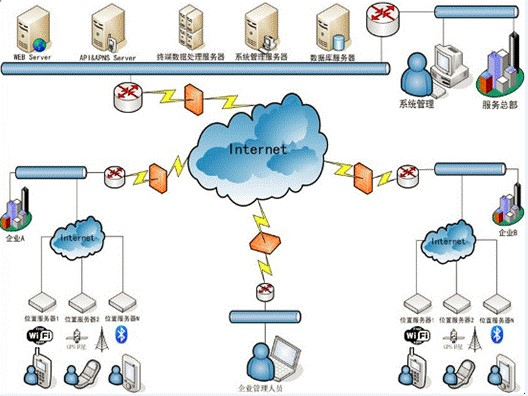 WEB Server
API&APNS Server
终端数据处理服务器
系统管理服务器
数据库服务器
系统管理
服务总部
Internet
企业A
Internet
企业B
Internet
位置服务器1
位置服务器2
位置服务器N
位置服务器1
位置服务器2
位置服务器N
WiFi
GPS卫星
WiFi
GPS卫星
企业管理人员